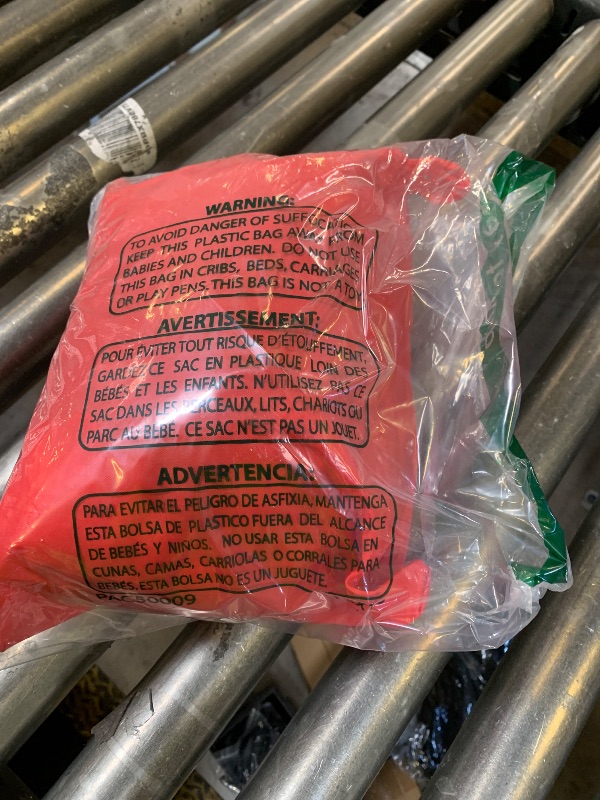 WARNING:
TO AVOID DANGER OF SUFFOCATION
KEEP THIS PLASTIC BAG AWAY FROM
BABIES AND CHILDREN. DO NOT USE
THIS BAG IN CRIBS, BEDS, CARRIAGES
OR PLAY PENS. THIS BAG IS NOT A TOY
AVERTISSEMENT:
POUR ÉVITER TOUT RISQUE D'ÉTOUFFEMENT,
GARDEZ CE SAC EN PLASTIQUE LOIN DES
BÉBÉS ET LES ENFANTS. N'UTILISEZ PAS CE
SAC DANS LES BERCEAUX, LITS, CHARIOTS OU
PARC AU BÉBÉ. CE SAC N'EST PAS UN JOUET.
ADVERTENCIA:
PARA EVITAR EL PELIGRO DE ASFIXIA, MANTENGA
ESTA BOLSA DE PLASTICO FUERA DEL ALCANCE
DE BEBÉS Y NIÑOS. NO USAR ESTA BOLSA EN
CUNAS, CAMAS, CARRIOLAS O CORRALES PARA
BEBES, ESTA BOLSA NO ES UN JUGUETE.